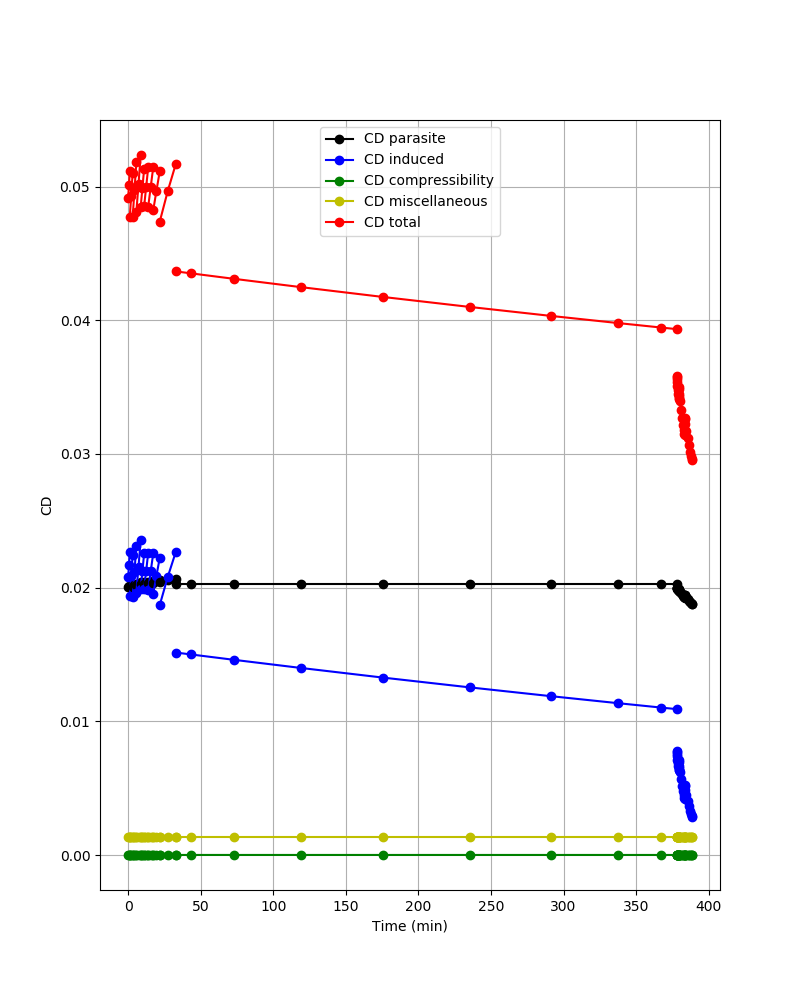 CD parasite
CD induced
CD compressibility
CD miscellaneous
CD total
0.05
0.04
0.03
0.02
0.01
0.00
CD
0 50 100 150 200 250 300 350 400
Time (min)